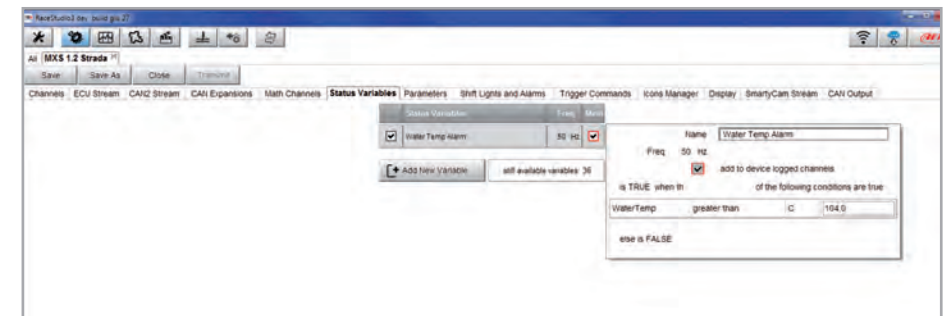 RaceStudio3 dev build gio 27
All MXS 1.2 Strada
Save Save As Close Transmit
Channels ECU Stream CAN2 Stream CAN Expansions Math Channels Status Variables Parameters Shift Lights and Alarms Trigger Commands Icons Manager Display SmartyCam Stream CAN Output
Status Variables Freq
Water Temp Alarm 50 Hz
Add New Variable still available variables: 36
Name Water Temp Alarm
Freq 50 Hz
add to device logged channels
is TRUE when of the following conditions are true
WaterTemp greater than C 104.0
else is FALSE